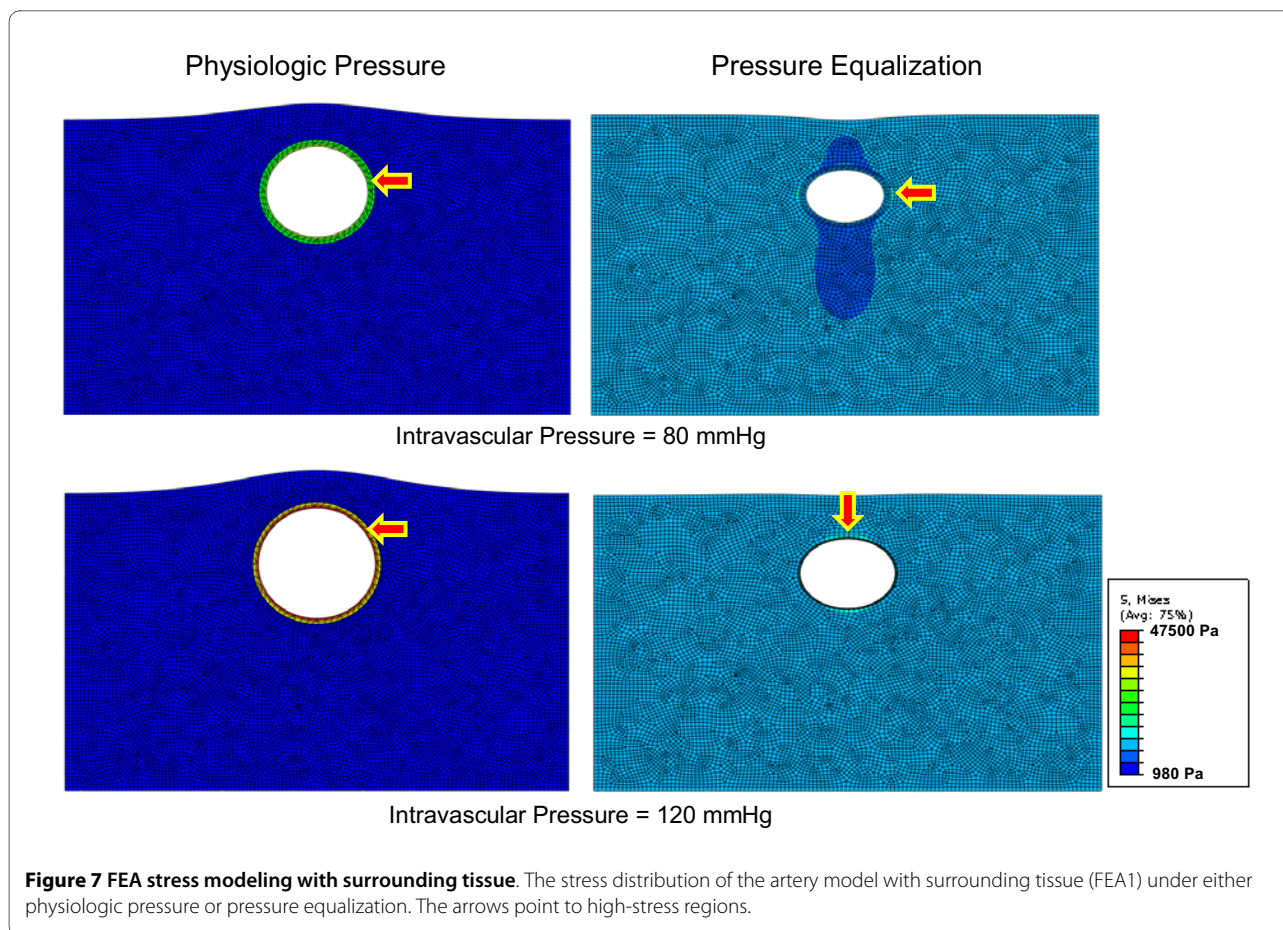 Physiologic Pressure
Pressure Equalization
Intravascular Pressure = 80 mmHg
S, Mises
(Avg: 75%)
47500 Pa
980 Pa
Intravascular Pressure = 120 mmHg
Figure 7 FEA stress modeling with surrounding tissue. The stress distribution of the artery model with surrounding tissue (FEA1) under either
physiologic pressure or pressure equalization. The arrows point to high-stress regions.